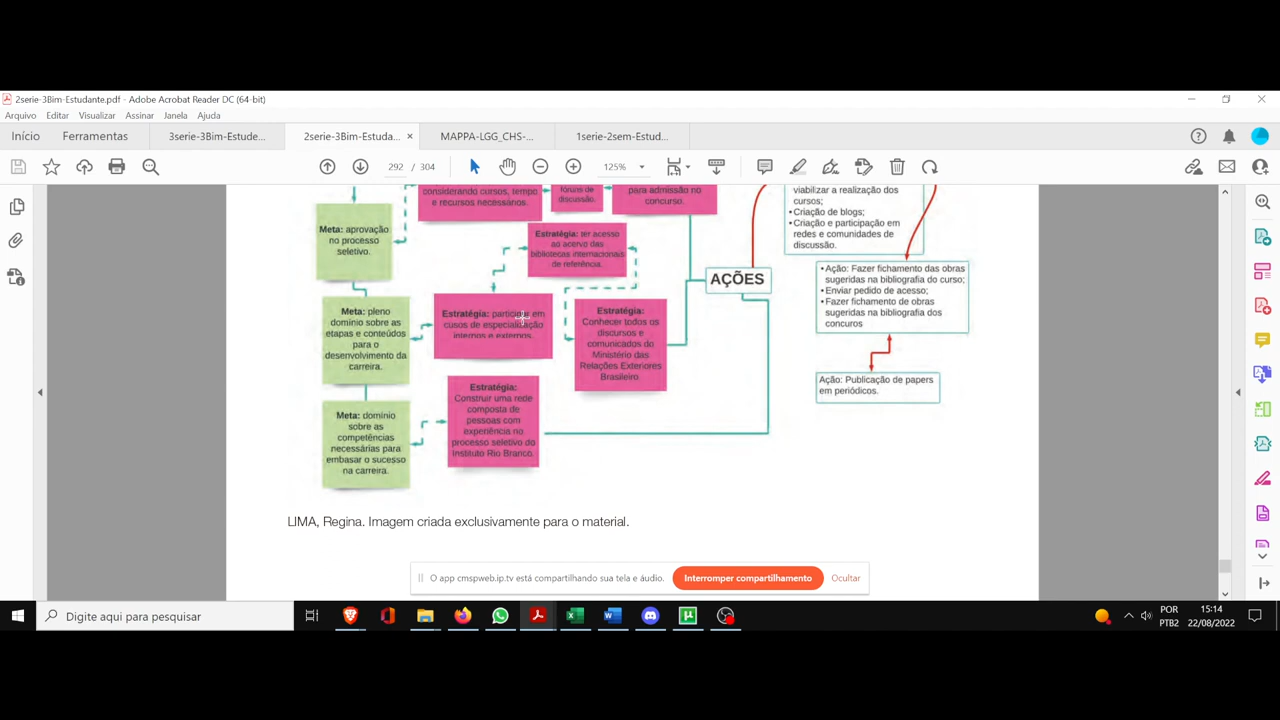 2serie-3Bim-Estudante.pdf - Adobe Acrobat Reader DC (64-bit)
Arquivo Editar Visualizar Assinar Janela Ajuda
Início Ferramentas 3serie-3Bim-Estude... 2serie-3Bim-Estuda... MAPPA-LGG_CHS-... 1serie-2sem-Estud...
292 / 304 125%
considerando cursos, tempo
e recursos necessários.
fóruns de
discussão.
para admissão no
concurso.
viabilizar a realização dos
cursos;
• Criação de blogs;
• Criação e participação em
redes e comunidades de
discussão.
Meta: aprovação
no processo
seletivo.
Estratégia: ter acesso
ao acervo das
bibliotecas internacionais
de referência.
AÇÕES
• Ação: Fazer fichamento das obras
sugeridas na bibliografia do curso;
• Enviar pedido de acesso;
• Fazer fichamento de obras
sugeridas na bibliografia dos
concuros
Meta: pleno
domínio sobre as
etapas e conteúdos
para o
desenvolvimento da
carreira.
Estratégia: participar em
cusos de especialização
internos e externos.
Estratégia:
Conhecer todos os
discursos e
comunicados do
Ministério das
Relações Exteriores
Brasileiro.
Ação: Publicação de papers
em periódicos.
Meta: domínio
sobre as
competências
necessárias para
embasar o sucesso
na carreira.
Estratégia:
Construir uma rede
composta de
pessoas com
experiência no
processo seletivo do
Instituto Rio Branco.
LIMA, Regina. Imagem criada exclusivamente para o material.
O app cmspweb.ip.tv está compartilhando sua tela e áudio. Interromper compartilhamento Ocultar
Digite aqui para pesquisar
POR
PTB2
15:14
22/08/2022